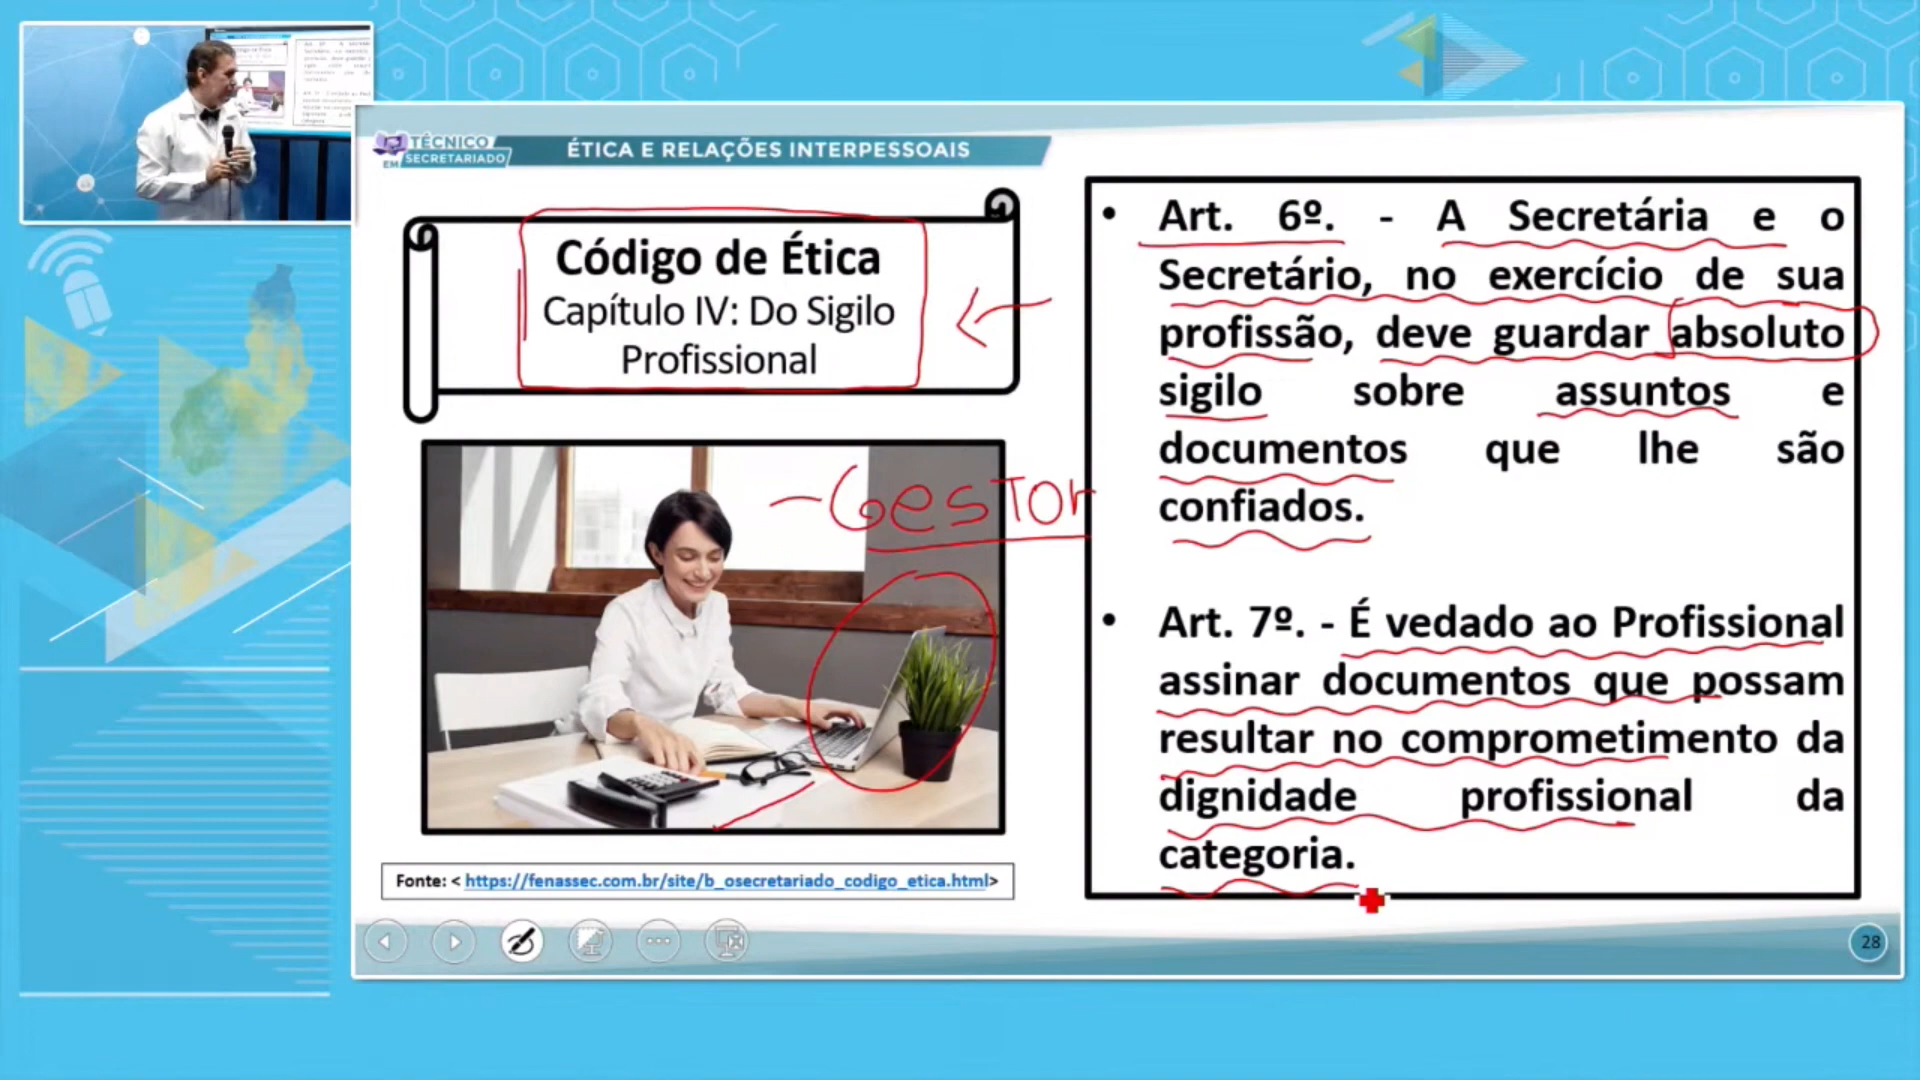 TÉCNICO
EM SECRETARIADO
ÉTICA E RELAÇÕES INTERPESSOAIS
Código de Ética
Capítulo IV: Do Sigilo
Profissional
-Gestor
Fonte: < https://fenassec.com.br/site/b_osecretariado_codigo_etica.html>
• Art. 6º. - A Secretária e o
Secretário, no exercício de sua
profissão, deve guardar absoluto
sigilo sobre assuntos e
documentos que lhe são
confiados.
• Art. 7º. - É vedado ao Profissional
assinar documentos que possam
resultar no comprometimento da
dignidade profissional da
categoria.
28